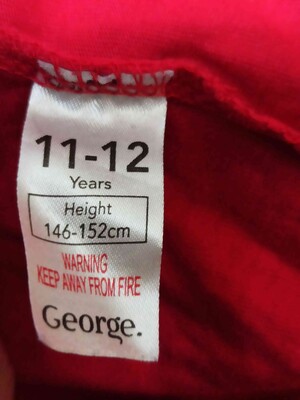 11-12
Years
Height
146-152cm
WARNING
KEEP AWAY FROM FIRE
George.